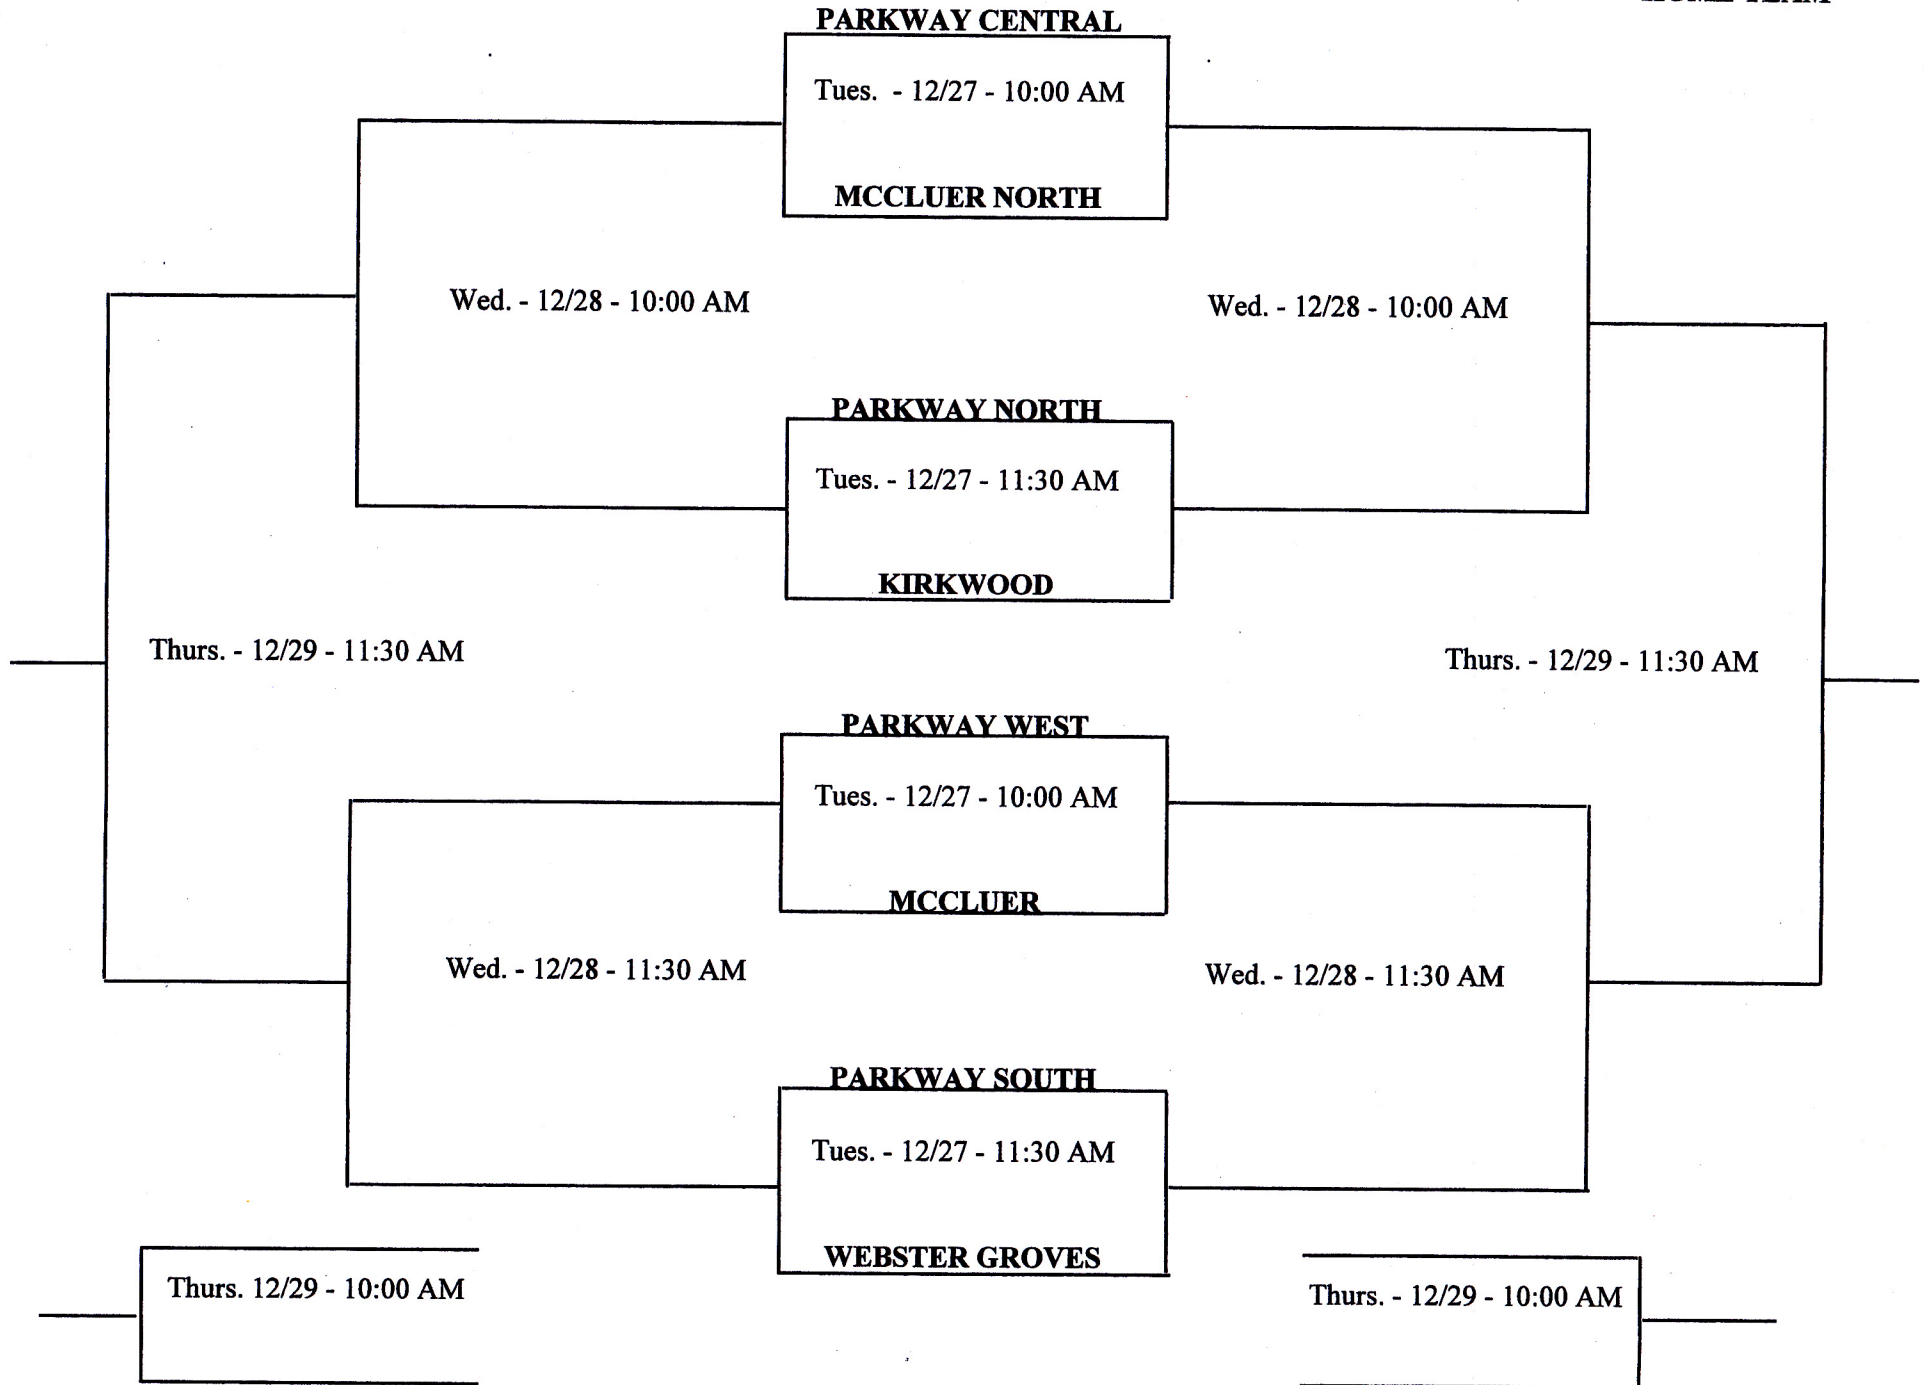 PARKWAY CENTRAL
Tues. - 12/27 - 10:00 AM
MCCLUER NORTH
Wed. - 12/28 - 10:00 AM
Wed. - 12/28 - 10:00 AM
PARKWAY NORTH
Tues. - 12/27 - 11:30 AM
KIRKWOOD
Thurs. - 12/29 - 11:30 AM
Thurs. - 12/29 - 11:30 AM
PARKWAY WEST
Tues. - 12/27 - 10:00 AM
MCCLUER
Wed. - 12/28 - 11:30 AM
Wed. - 12/28 - 11:30 AM
PARKWAY SOUTH
Tues. - 12/27 - 11:30 AM
WEBSTER GROVES
Thurs. 12/29 - 10:00 AM
Thurs. - 12/29 - 10:00 AM